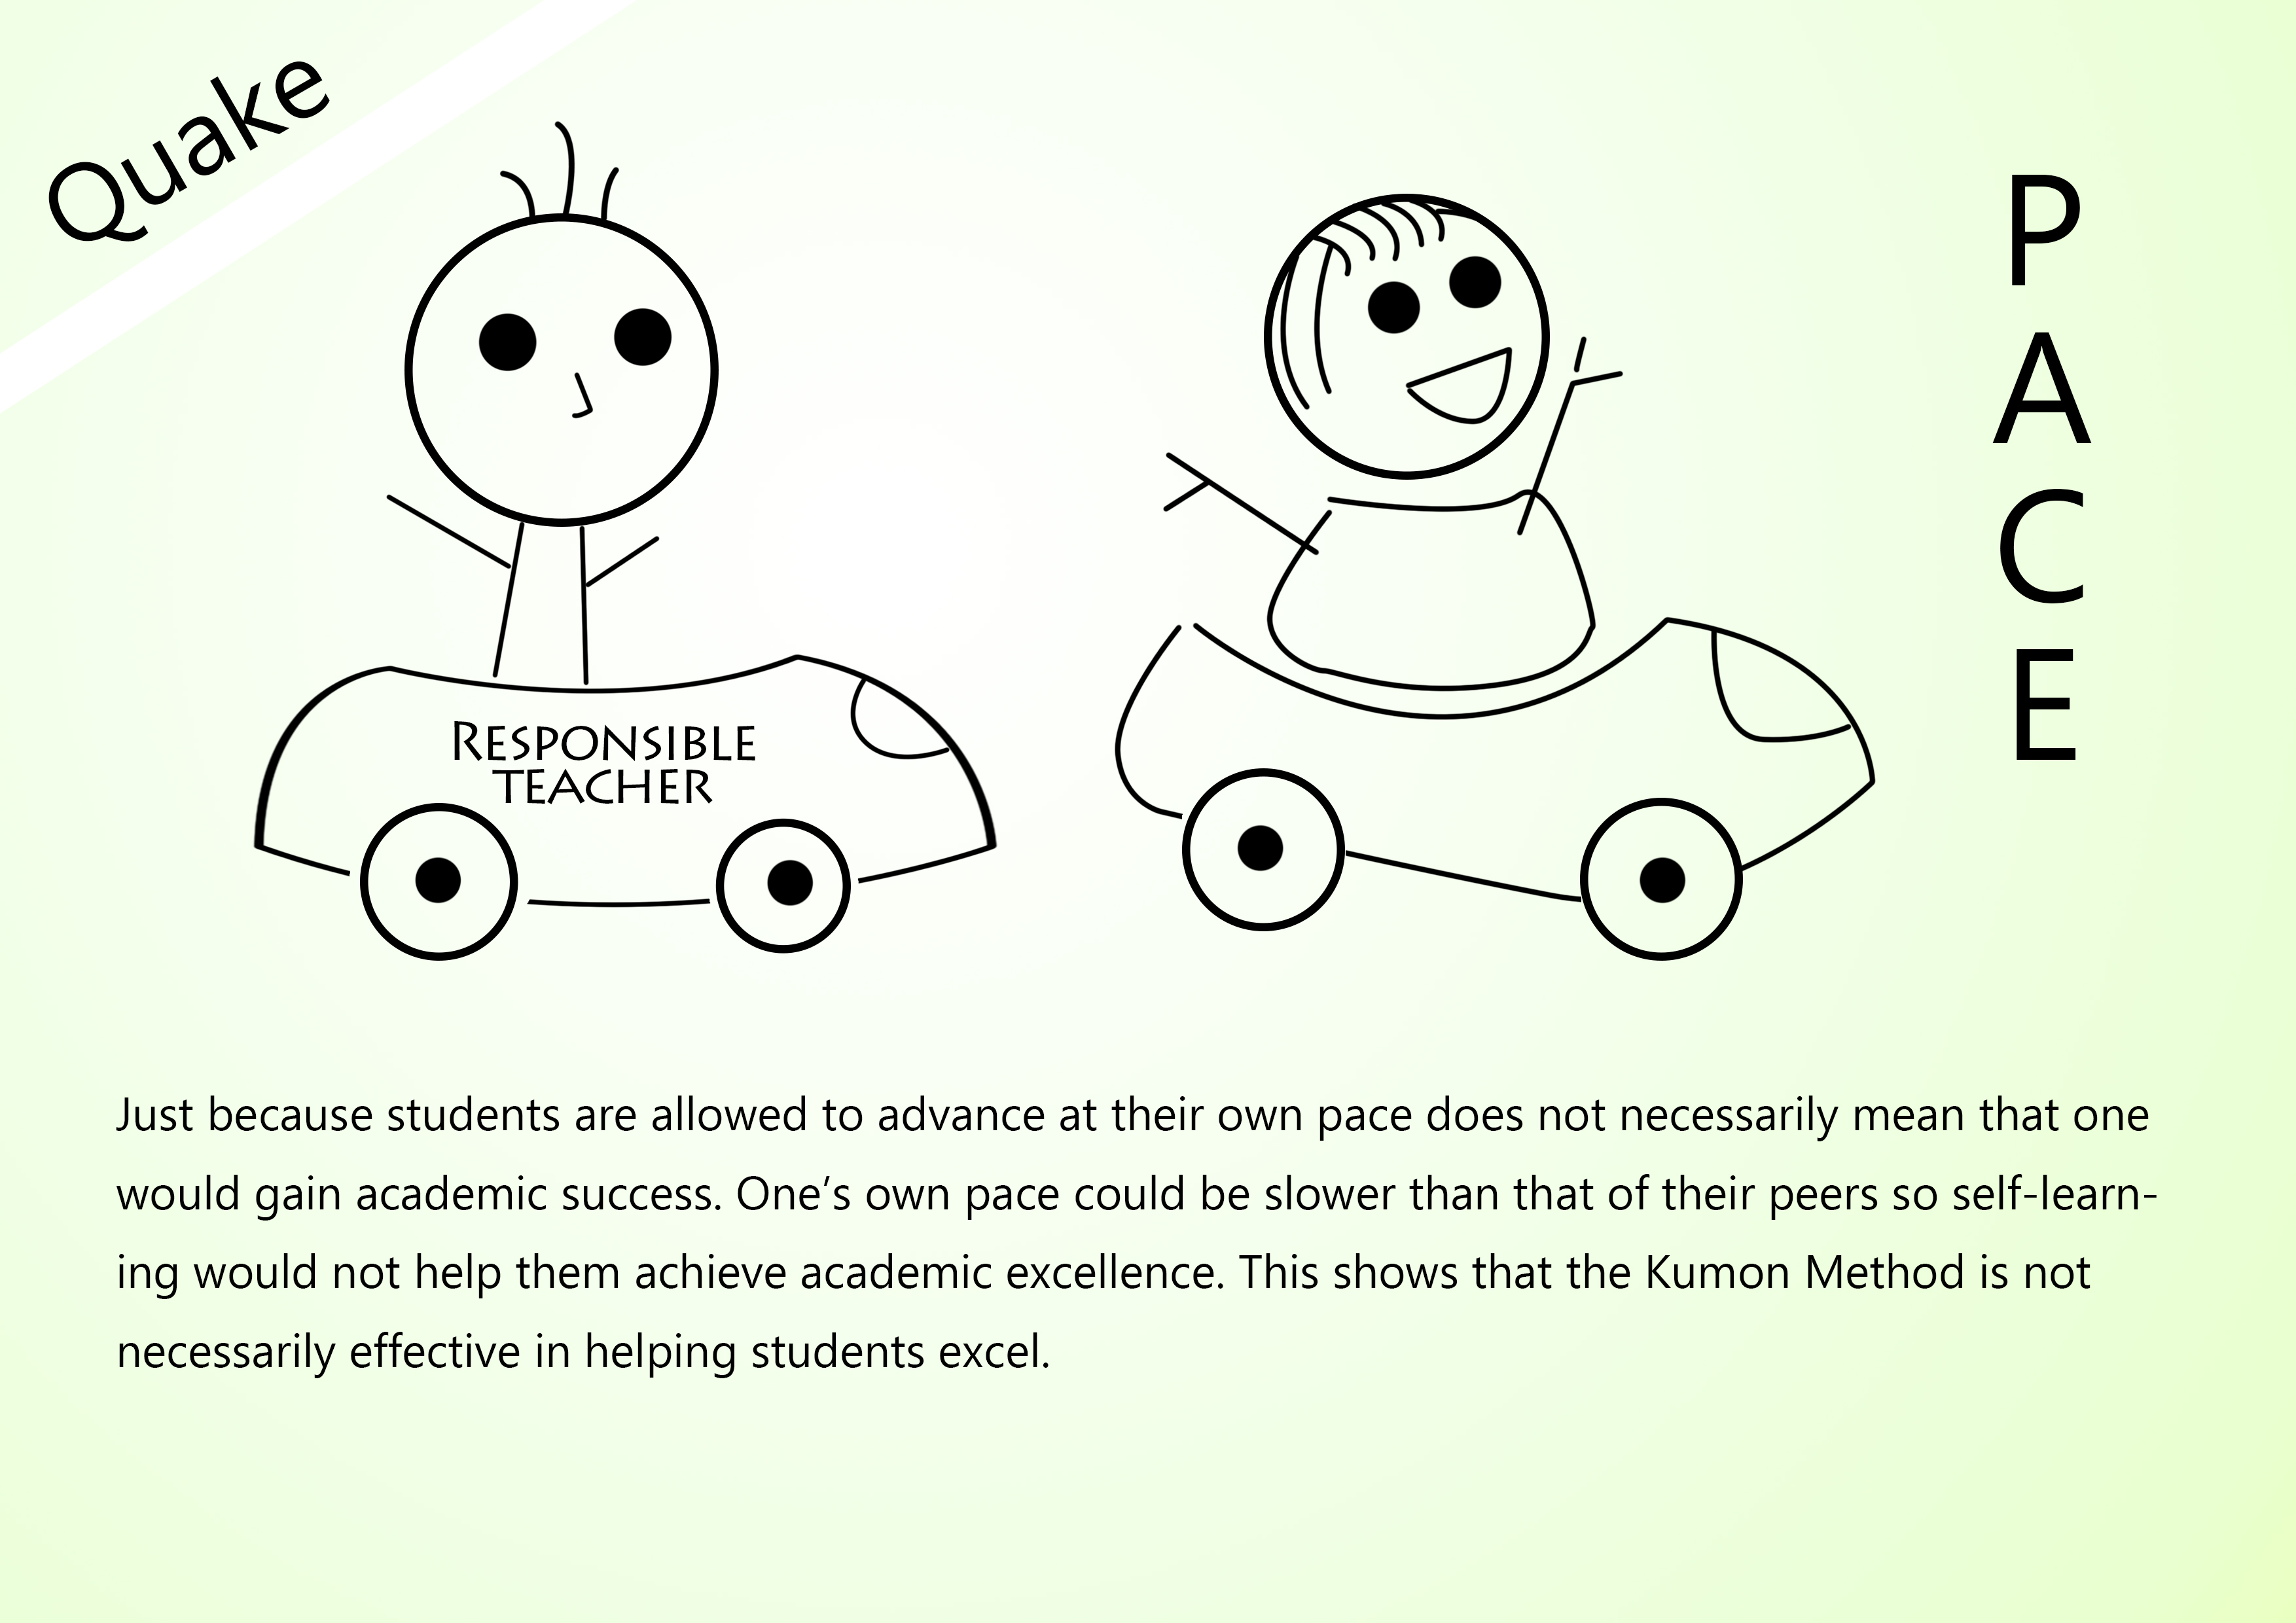 Quake
P
A
C
E
RESPONSIBLE
TEACHER
Just because students are allowed to advance at their own pace does not necessarily mean that one
would gain academic success. One’s own pace could be slower than that of their peers so self-learn-
ing would not help them achieve academic excellence. This shows that the Kumon Method is not
necessarily effective in helping students excel.